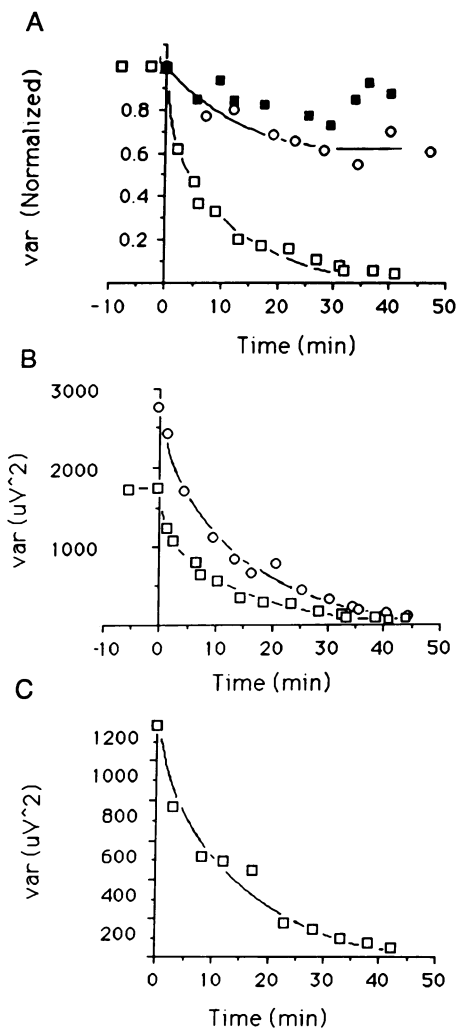 A
var (Normalized)
0.8
0.6
0.4
0.2
-10 0 10 20 30 40 50
Time (min)
B
var (uV^2)
3000
2000
1000
-10 0 10 20 30 40 50
Time (min)
C
var (uV^2)
1200
1000
800
600
400
200
0 10 20 30 40 50
Time (min)